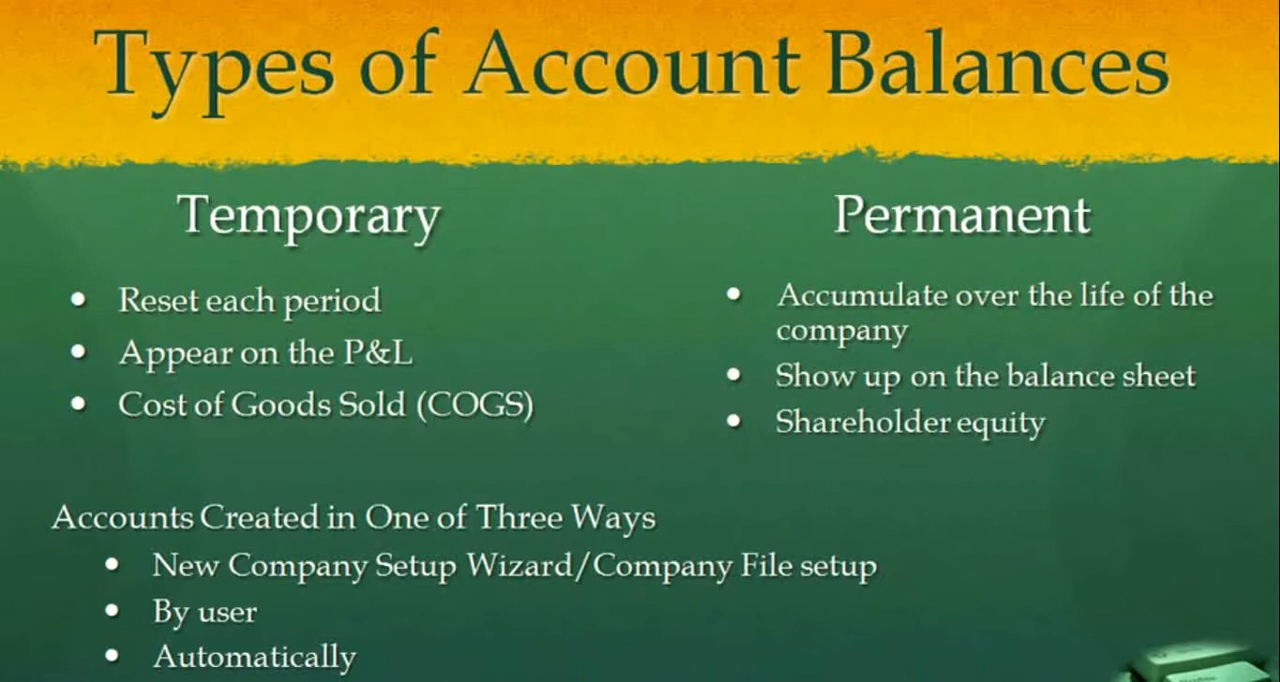 Types of Account Balances
Temporary
• Reset each period
• Appear on the P&L
• Cost of Goods Sold (COGS)
Permanent
• Accumulate over the life of the
company
• Show up on the balance sheet
• Shareholder equity
Accounts Created in One of Three Ways
• New Company Setup Wizard/Company File setup
• By user
• Automatically